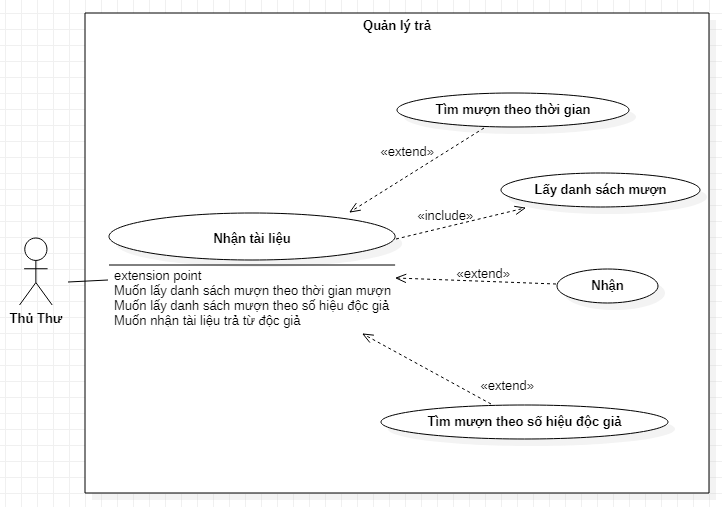 Quản lý trả
Tìm mượn theo thời gian
«extend»
Lấy danh sách mượn
«include»
Nhận tài liệu
extension point
Muốn lấy danh sách mượn theo thời gian mượn
Muốn lấy danh sách mượn theo số hiệu độc giả
Muốn nhận tài liệu trả từ độc giả
«extend»
Nhận
Thủ Thư
«extend»
Tìm mượn theo số hiệu độc giả